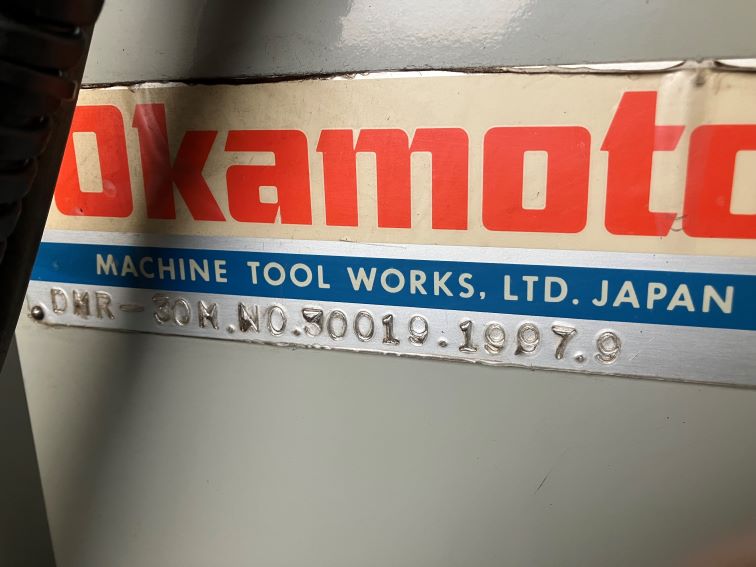 Okamoto
MACHINE TOOL WORKS, LTD. JAPAN
DMR-30M.NO.30019.1997.9